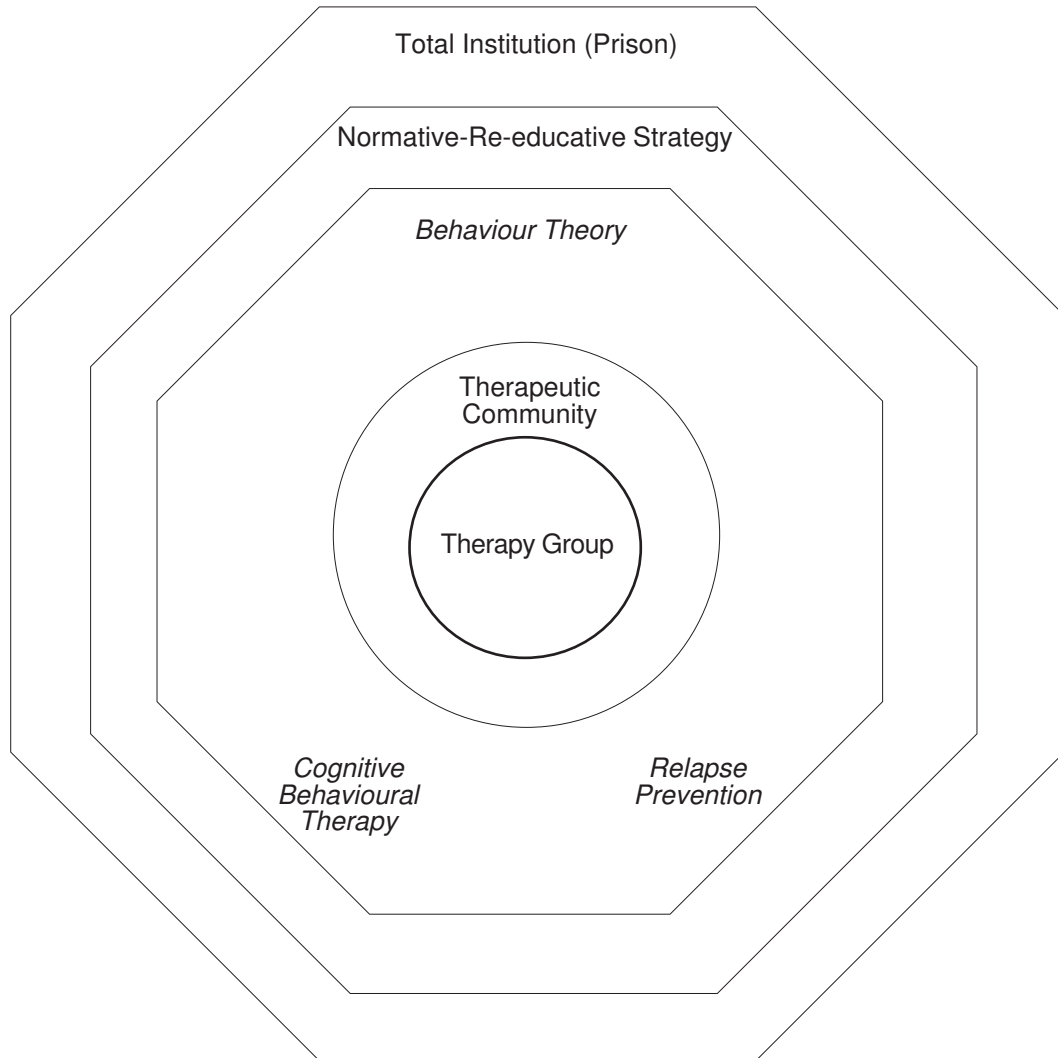 Total Institution (Prison)
Normative-Re-educative Strategy
Behaviour Theory
Therapeutic
Community
Therapy Group
Cognitive
Behavioural
Therapy
Relapse
Prevention